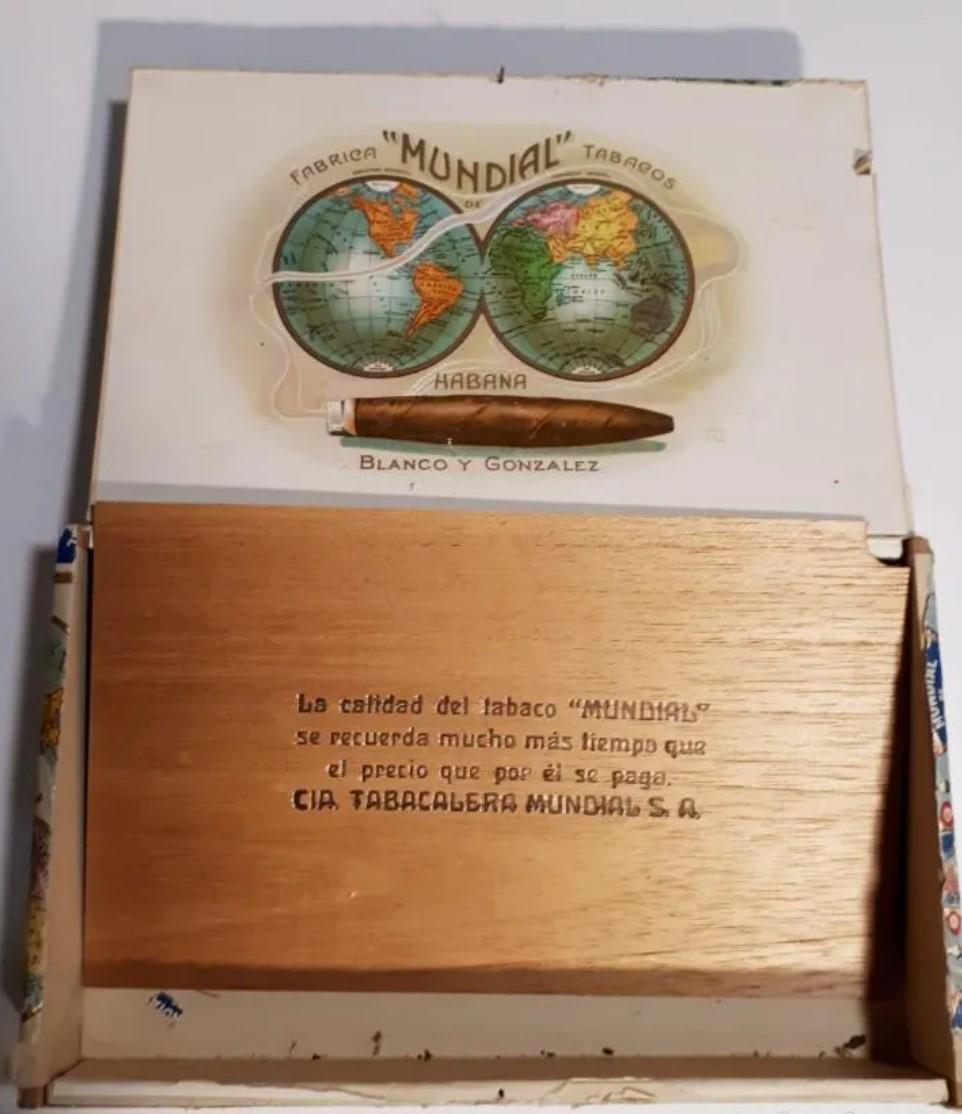 "MUNDIAL"
FABRICA DE TABACOS
HABANA
BLANCO Y GONZALEZ
La calidad del tabaco "MUNDIAL"
se recuerda mucho más tiempo que
el precio que por él se paga.
CIA. TABACALERA MUNDIAL S. A.